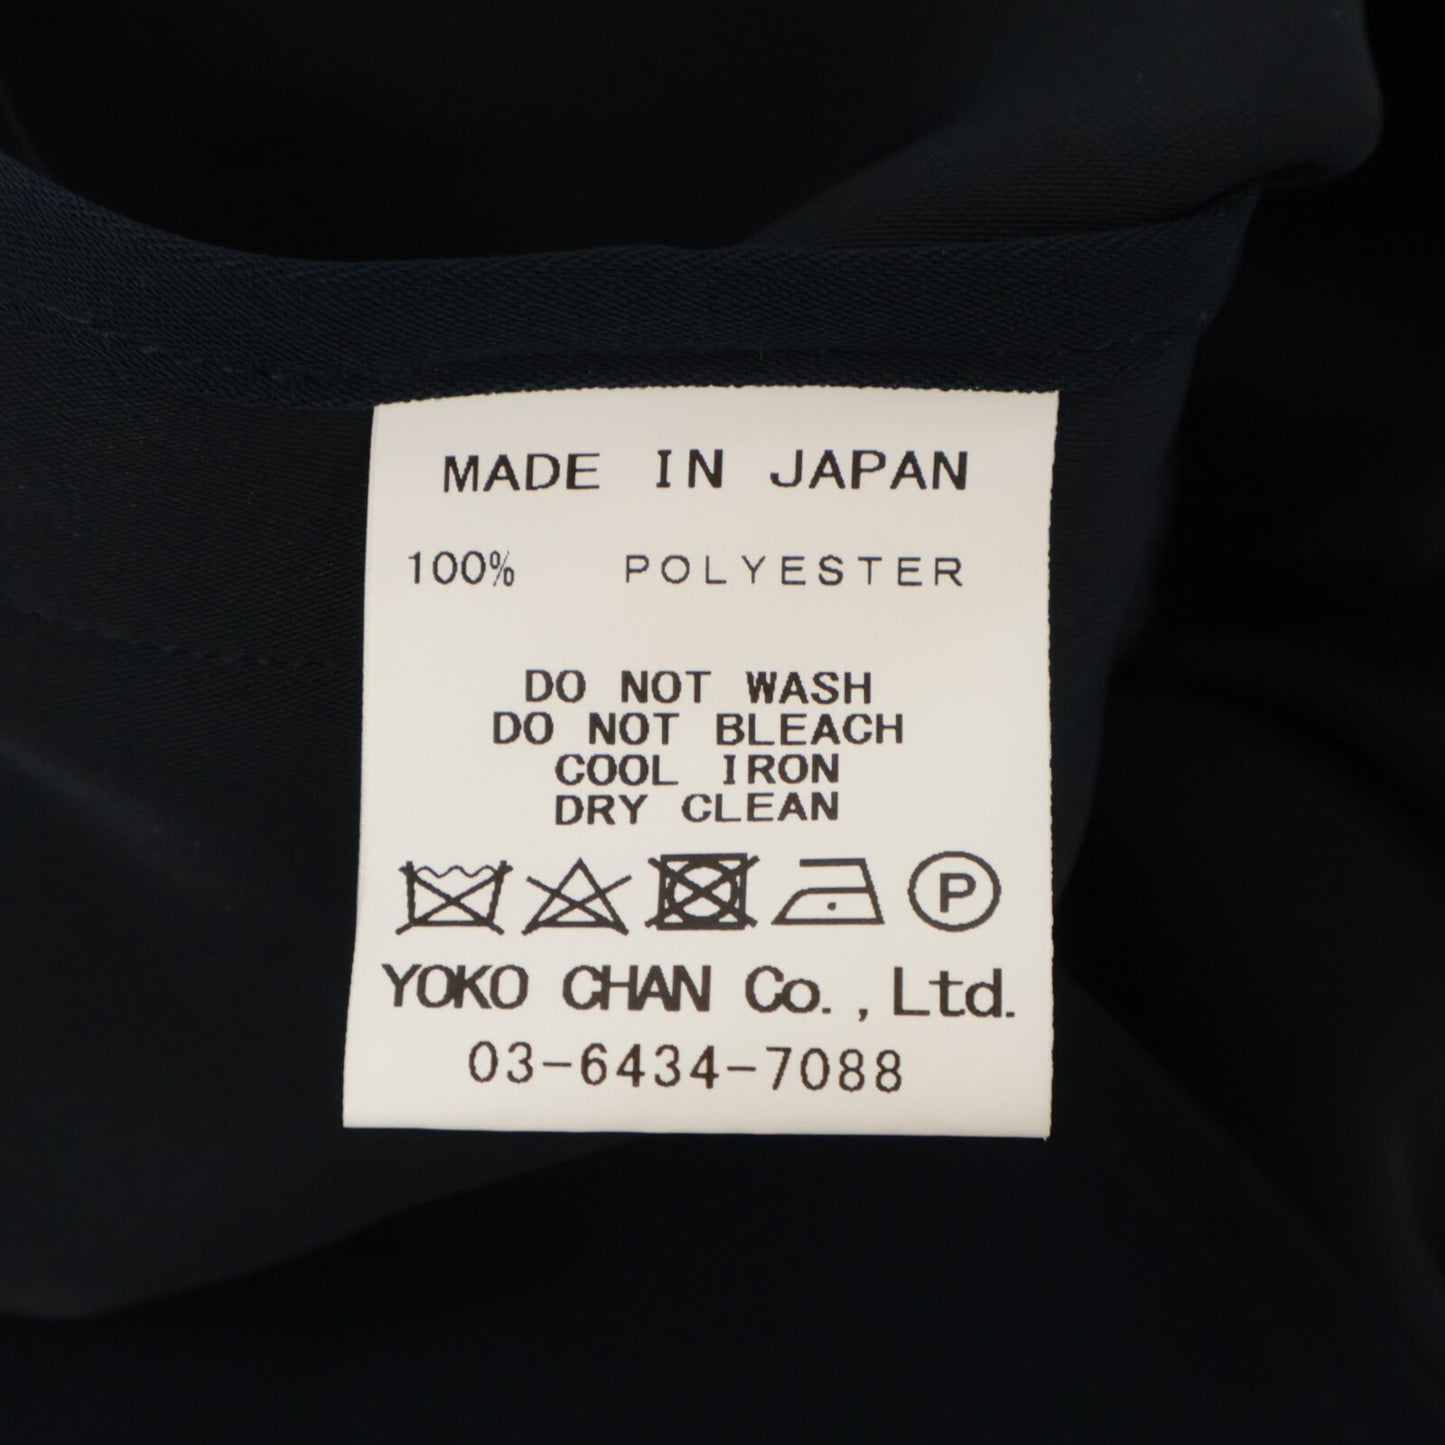 MADE IN JAPAN
100% POLYESTER
DO NOT WASH
DO NOT BLEACH
COOL IRON
DRY CLEAN
P
YOKO CHAN Co., Ltd.
03-6434-7088